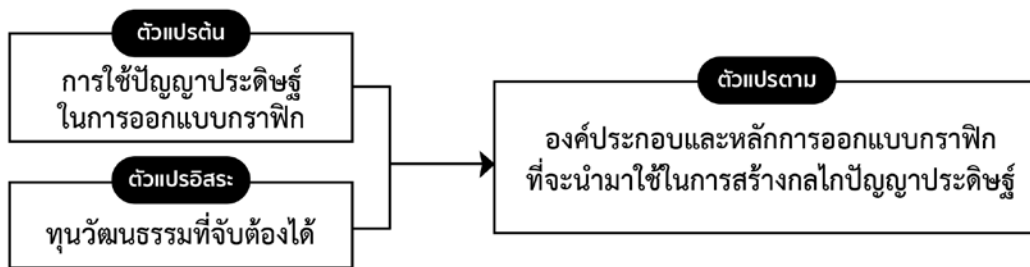 ตัวแปรต้น
การใช้ปัญญาประดิษฐ์
ในการออกแบบกราฟิก
ตัวแปรอิสระ
ทุนวัฒนธรรมที่จับต้องได้
ตัวแปรตาม
องค์ประกอบและหลักการออกแบบกราฟิก
ที่จะนำมาใช้ในการสร้างกลไกปัญญาประดิษฐ์